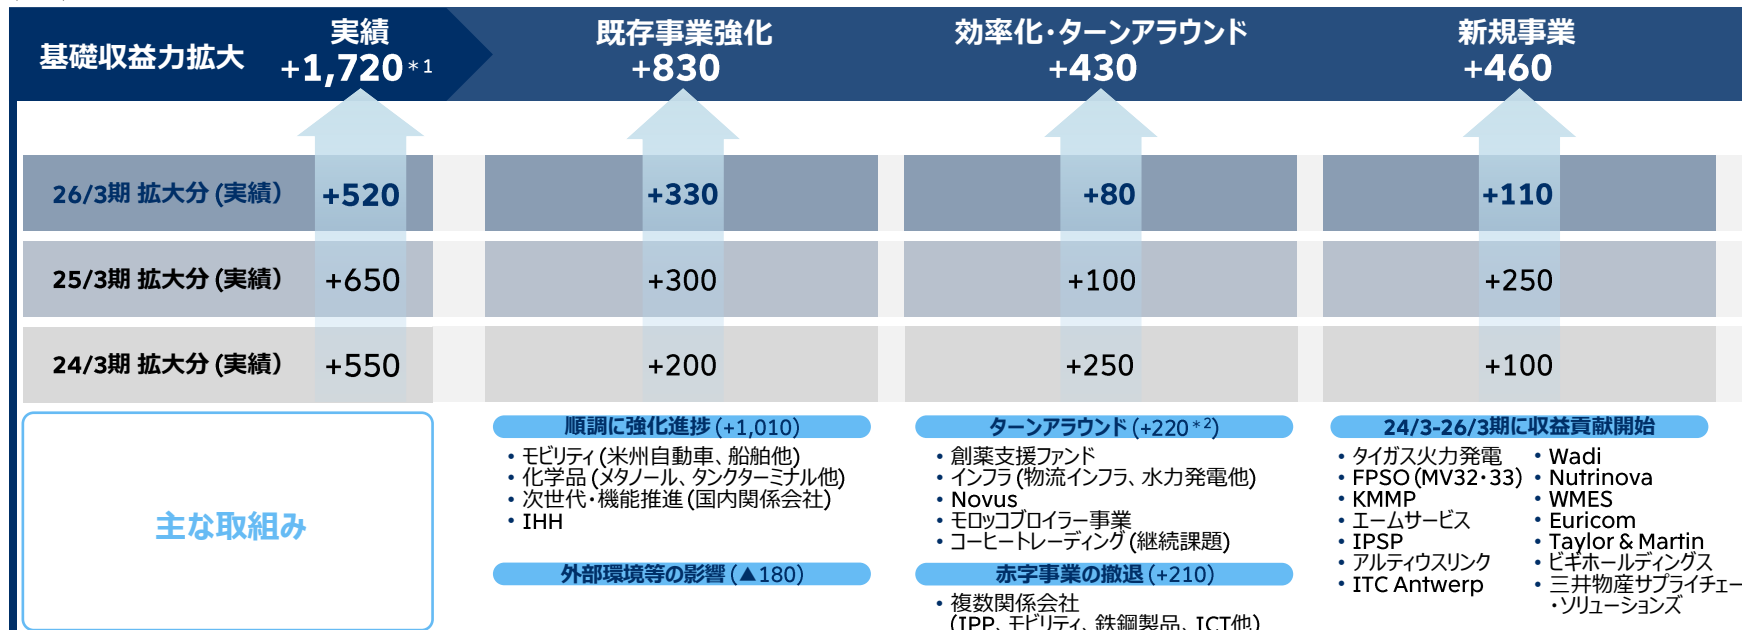 基礎収益力拡大
実績
+1,720＊1
既存事業強化
+830
効率化・ターンアラウンド
+430
新規事業
+460
26/3期 拡大分 (実績） +520 +330 +80 +110
25/3期 拡大分 (実績） +650 +300 +100 +250
24/3期 拡大分 (実績） +550 +200 +250 +100
主な取組み
順調に強化進捗 (+1,010)
・モビリティ (米州自動車、船舶他)
・化学品 (メタノール、タンクターミナル他)
・次世代・機能推進 (国内関係会社)
・IHH
外部環境等の影響 (▲180)
ターンアラウンド (+220＊2)
・創薬支援ファンド
・インフラ (物流インフラ、水力発電他)
・Novus
・モロッコブロイラー事業
・コーヒートレーディング (継続課題)
赤字事業の撤退 (+210)
・複数関係会社
(IPP、モビリティ、鉄鋼製品、ICT他)
24/3-26/3期に収益貢献開始
・タイガス火力発電
・FPSO (MV32・33)
・KMMP
・エームサービス
・IPSP
・アルティウスリンク
・ITC Antwerp
・Wadi
・Nutrinova
・WMES
・Euricom
・Taylor & Martin
・ビギホールディングス
・三井物産サプライチェー
・ソリューションズ